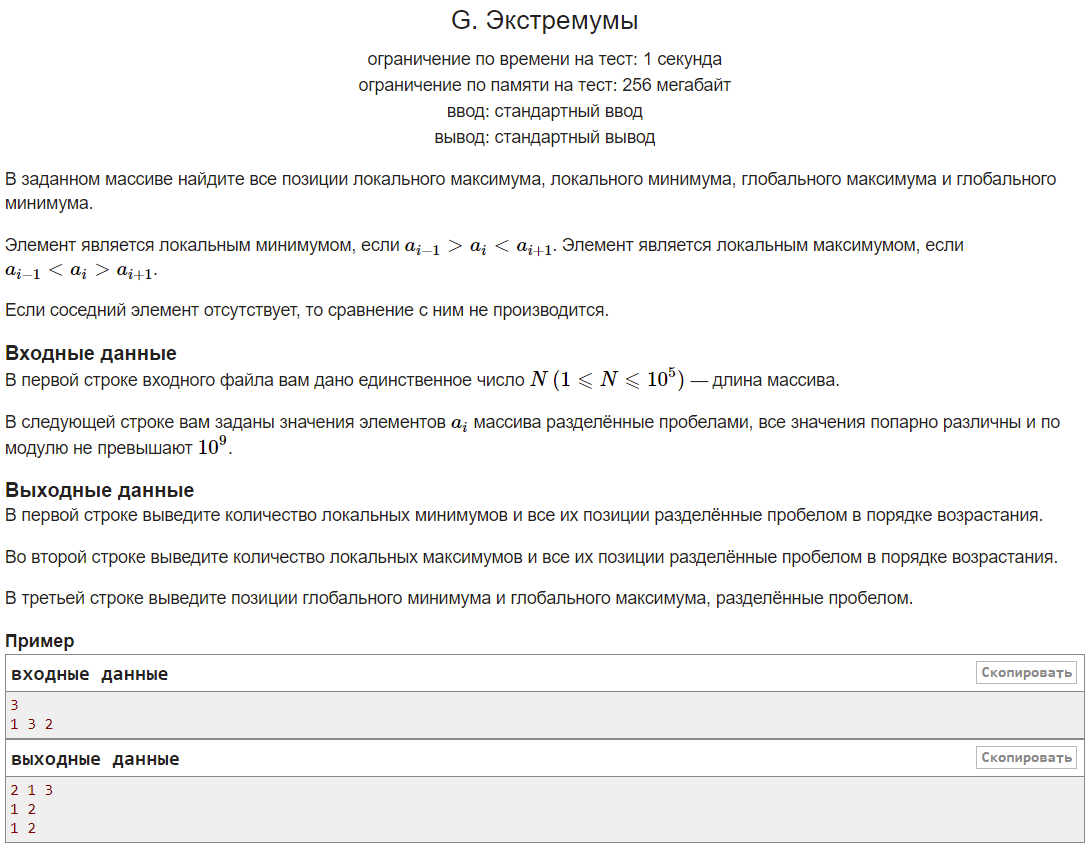 G. Экстремумы
ограничение по времени на тест: 1 секунда
ограничение по памяти на тест: 256 мегабайт
ввод: стандартный ввод
вывод: стандартный вывод
В заданном массиве найдите все позиции локального максимума, локального минимума, глобального максимума и глобального
минимума.
Элемент является локальным минимумом, если a_{i−1} > a_i < a_{i+1}. Элемент является локальным максимумом, если
a_{i−1} < a_i > a_{i+1}.
Если соседний элемент отсутствует, то сравнение с ним не производится.
Входные данные
В первой строке входного файла вам дано единственное число N (1 ⩽ N ⩽ 10^5) — длина массива.
В следующей строке вам заданы значения элементов a_i массива разделённые пробелами, все значения попарно различны и по
модулю не превышают 10^9.
Выходные данные
В первой строке выведите количество локальных минимумов и все их позиции разделённые пробелом в порядке возрастания.
Во второй строке выведите количество локальных максимумов и все их позиции разделённые пробелом в порядке возрастания.
В третьей строке выведите позиции глобального минимума и глобального максимума, разделённые пробелом.
Пример
входные данные Скопировать
3
1 3 2
выходные данные Скопировать
2 1 3
1 2
1 2